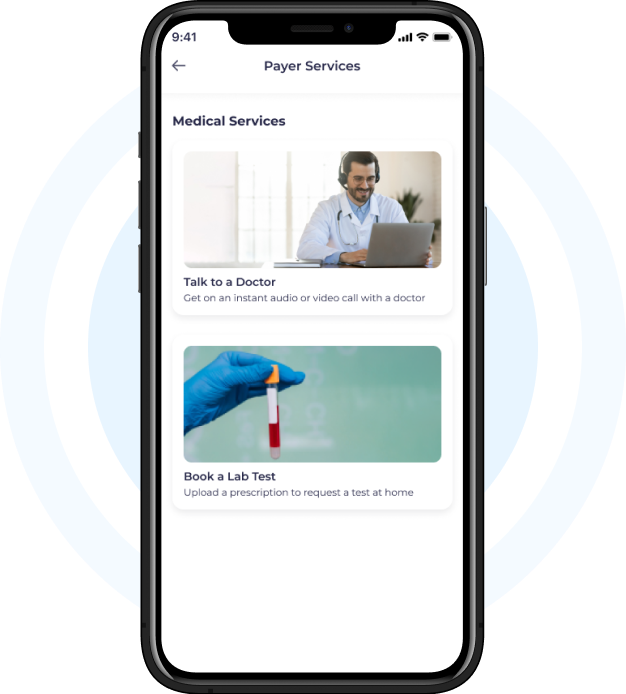 9:41
Payer Services
Medical Services
Talk to a Doctor
Get on an instant audio or video call with a doctor
Book a Lab Test
Upload a prescription to request a test at home